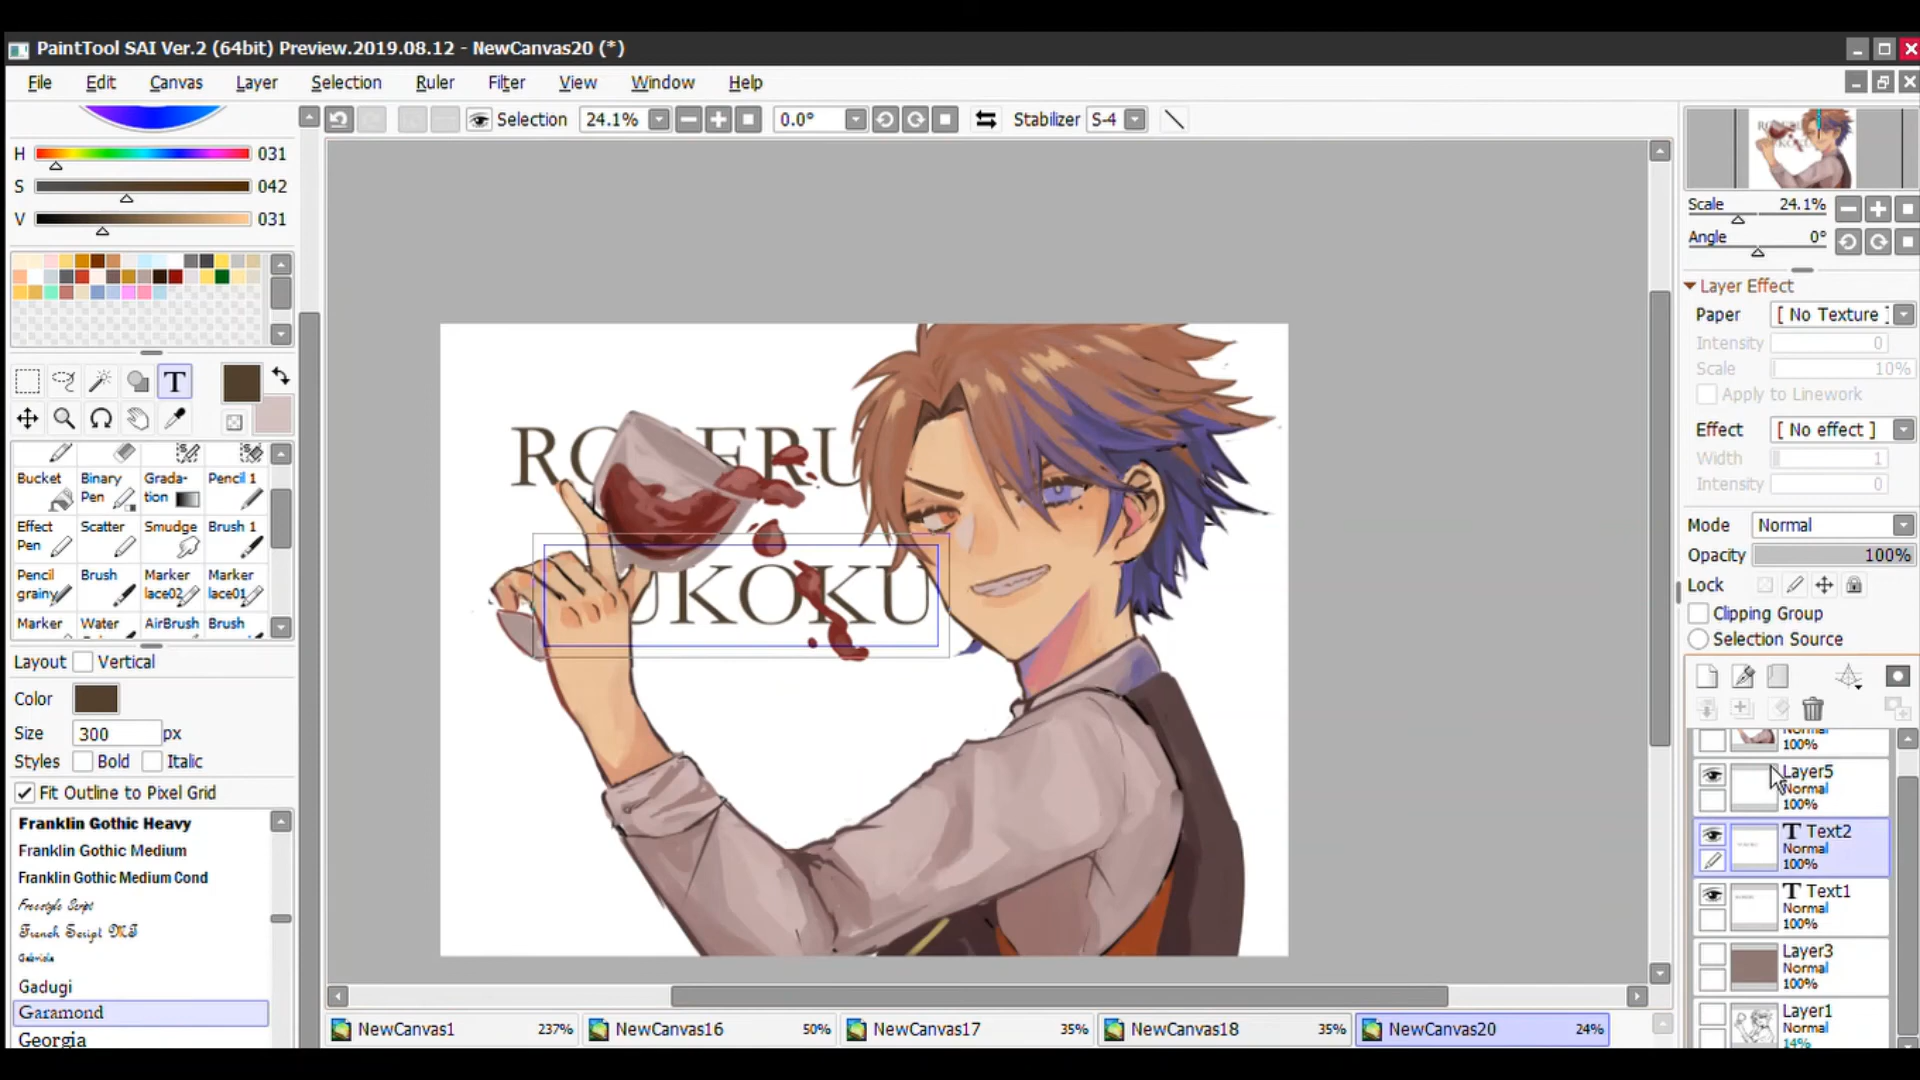 PaintTool SAI Ver.2 (64bit) Preview.2019.08.12 - NewCanvas20 (*)
File Edit Canvas Layer Selection Ruler Filter View Window Help
Selection 24.1% 0.0° Stabilizer S-4
H 031
S 042
V 031
T
Bucket
Binary Pen
Grada-tion
Pencil 1
Effect Pen
Scatter
Smudge
Brush 1
Pencil grainy
Brush
Marker lace02
Marker lace01
Marker
Water
AirBrush
Brush
Layout Vertical
Color
Size 300 px
Styles Bold Italic
Fit Outline to Pixel Grid
Franklin Gothic Heavy
Franklin Gothic Medium
Franklin Gothic Medium Cond
Freestyle Script
French Script MT
Gabriola
Gadugi
Garamond
Georgia
UKOKU
NewCanvas1 237%
NewCanvas16 50%
NewCanvas17 35%
NewCanvas18 35%
NewCanvas20 24%
Scale 24.1%
Angle 0°
Layer Effect
Paper [ No Texture ]
Intensity 0
Scale 10%
Apply to Linework
Effect [ No effect ]
Width 1
Intensity 0
Mode Normal
Opacity 100%
Lock
Clipping Group
Selection Source
Normal
100%
Layer5
Normal
100%
T Text2
Normal
100%
T Text1
Normal
100%
Layer3
Normal
100%
Layer1
Normal
14%